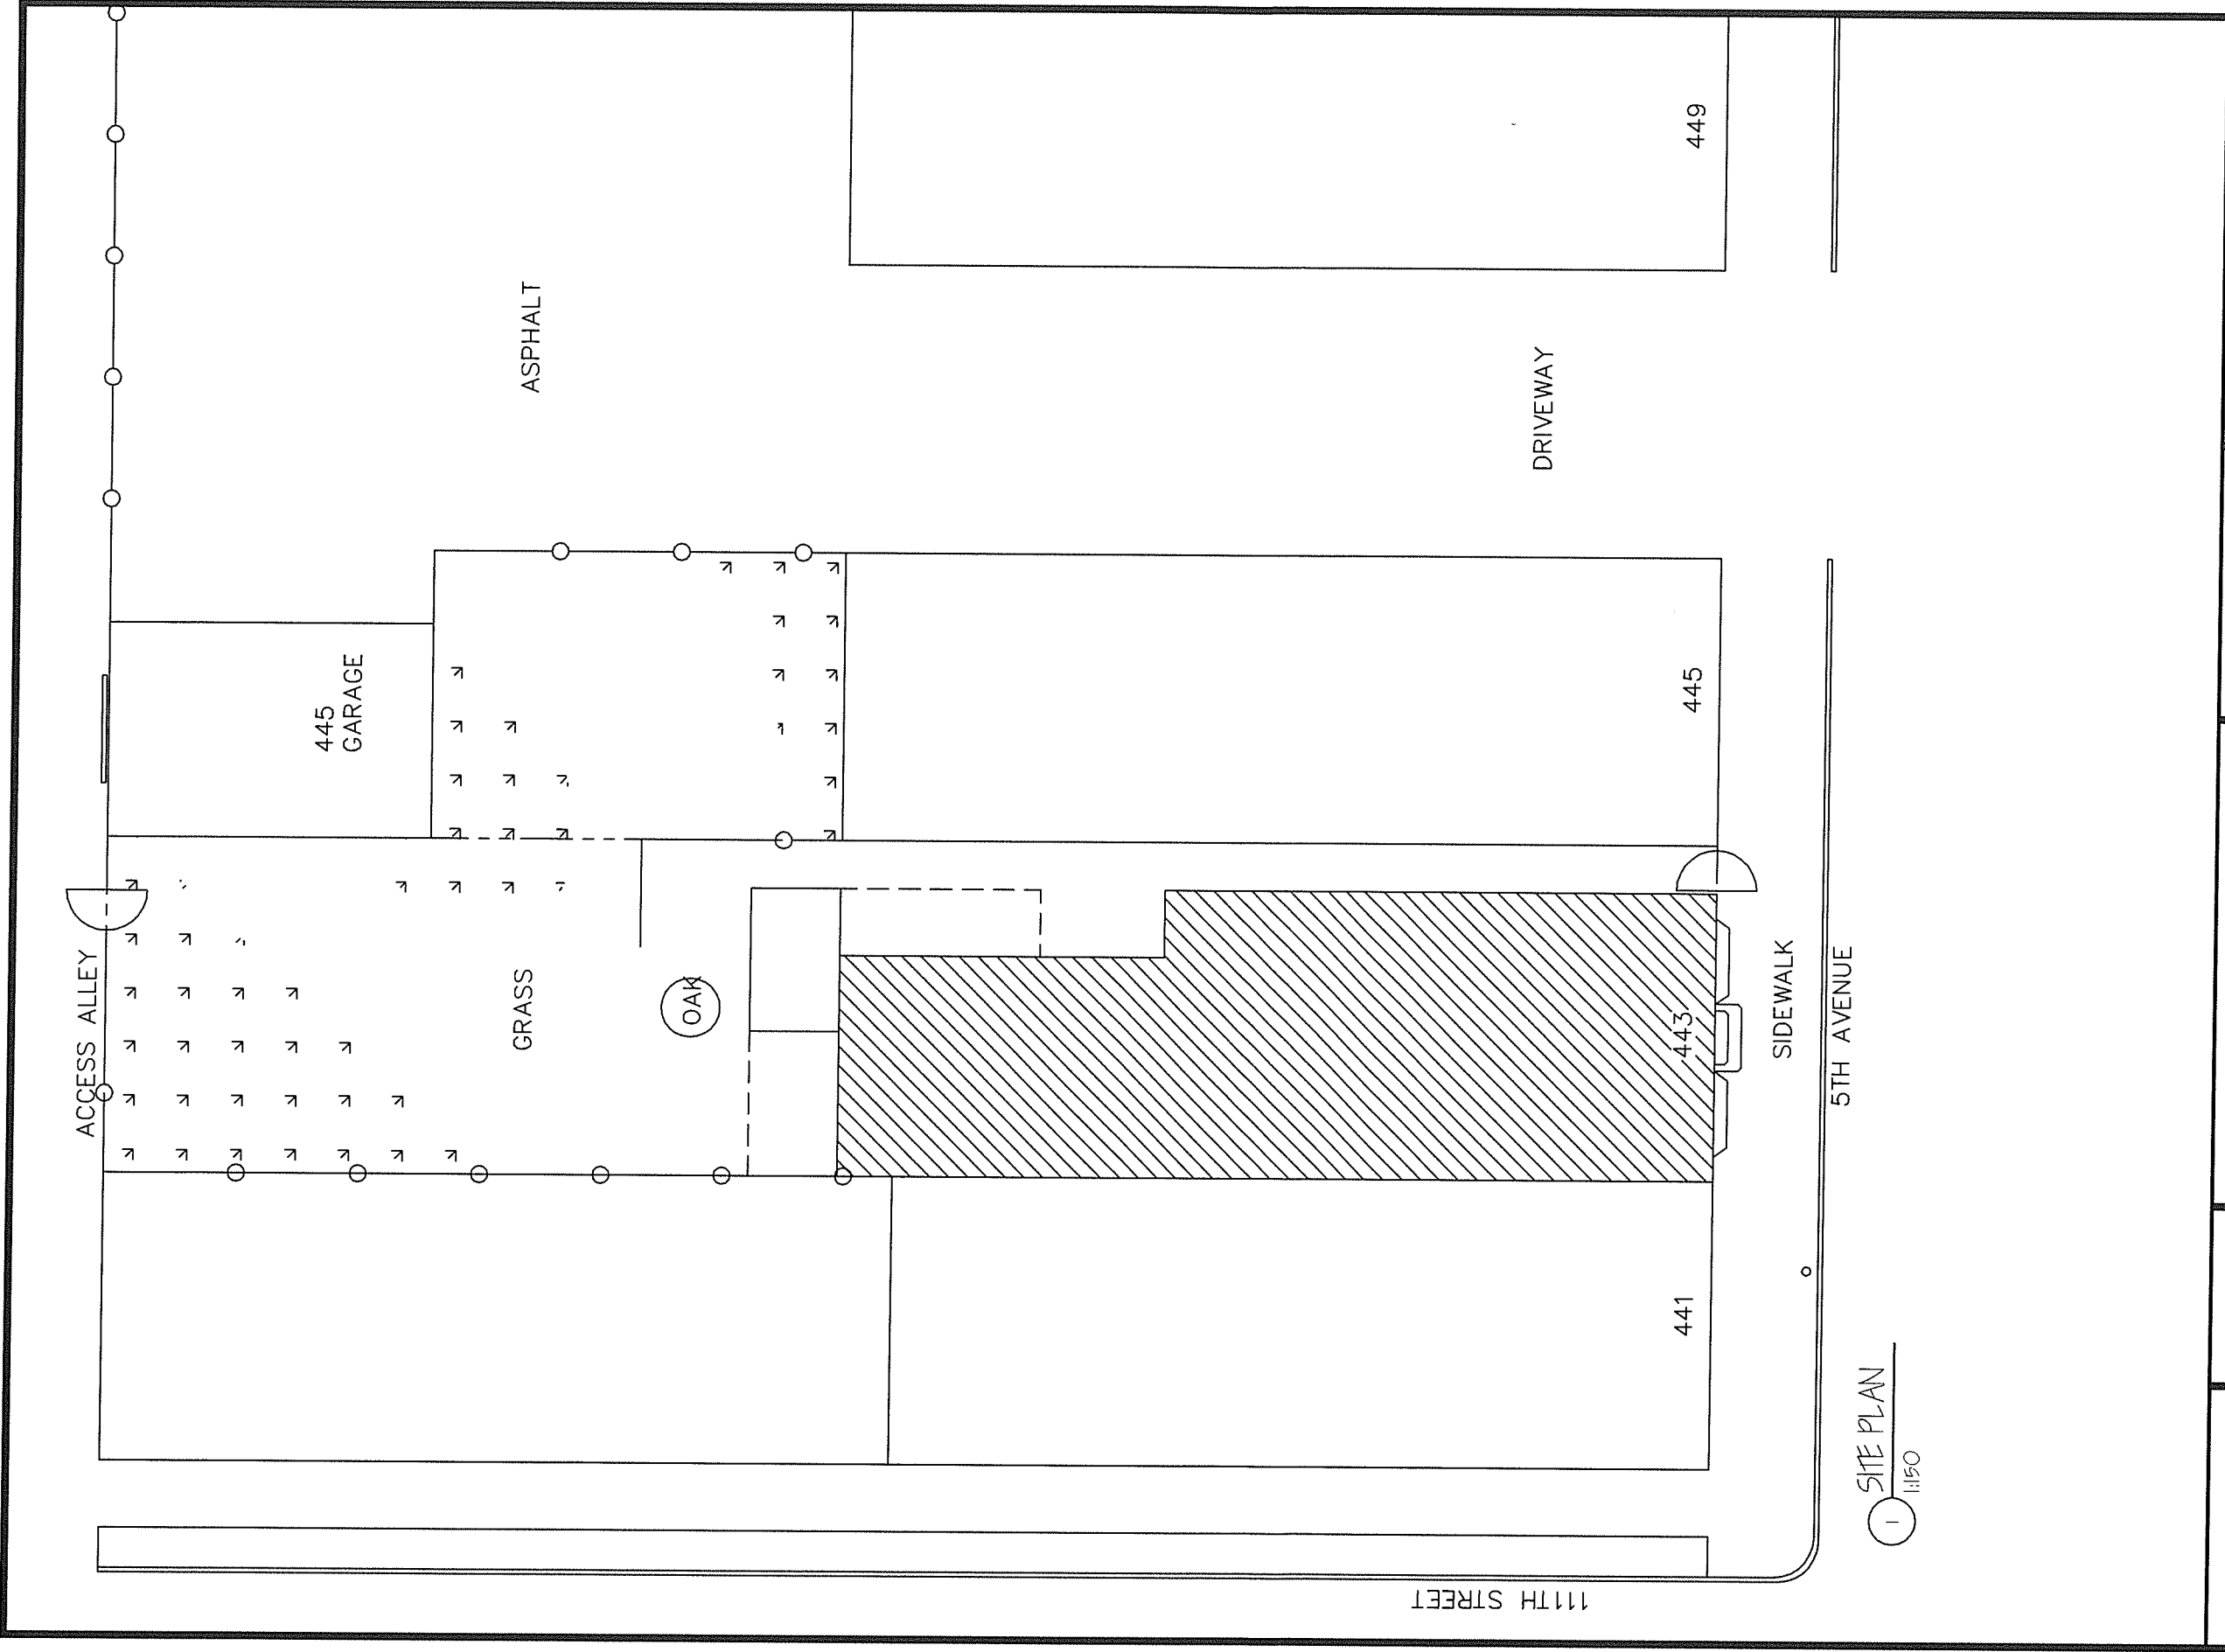 ACCESS ALLEY
445
GARAGE
ASPHALT
GRASS
OAK
DRIVEWAY
441
443
445
449
SIDEWALK
5TH AVENUE
111TH STREET
1
SITE PLAN
1:150